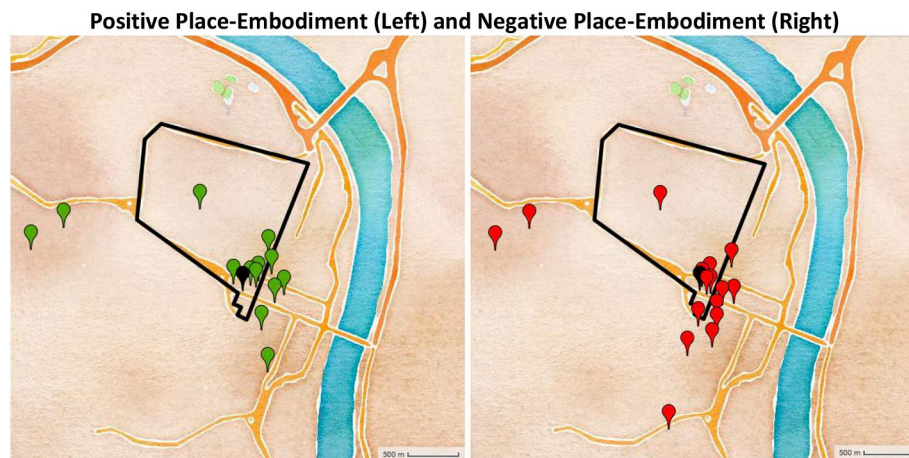 Positive Place-Embodiment (Left) and Negative Place-Embodiment (Right)
500 m
500 m